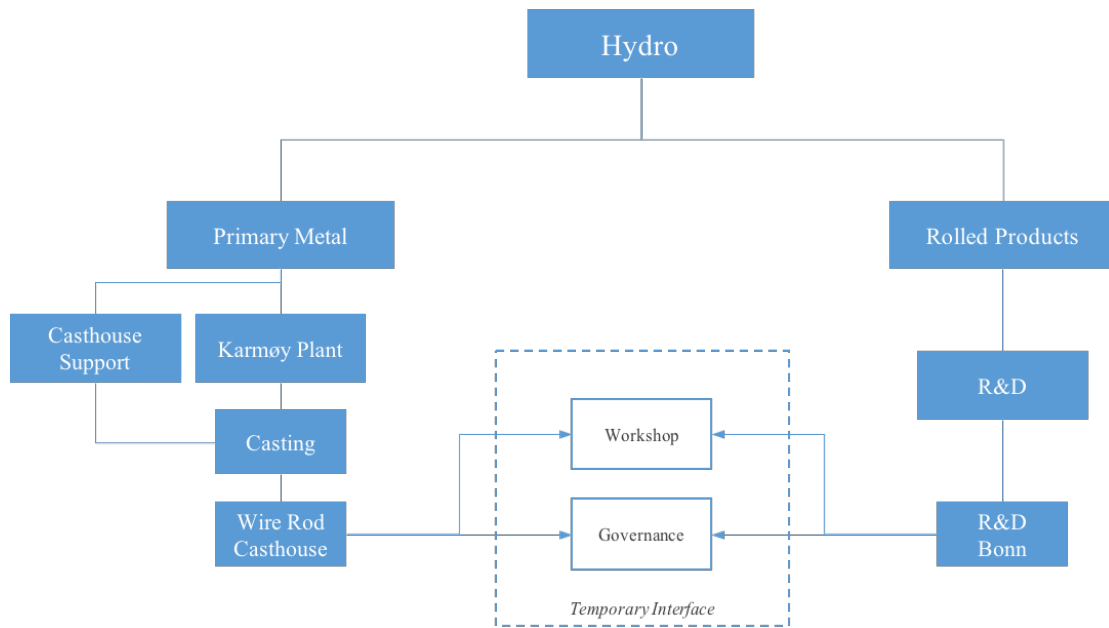 Hydro
Primary Metal
Rolled Products
Casthouse
Support
Karmøy Plant
R&D
Casting
Workshop
Wire Rod
Casthouse
Governance
R&D
Bonn
Temporary Interface